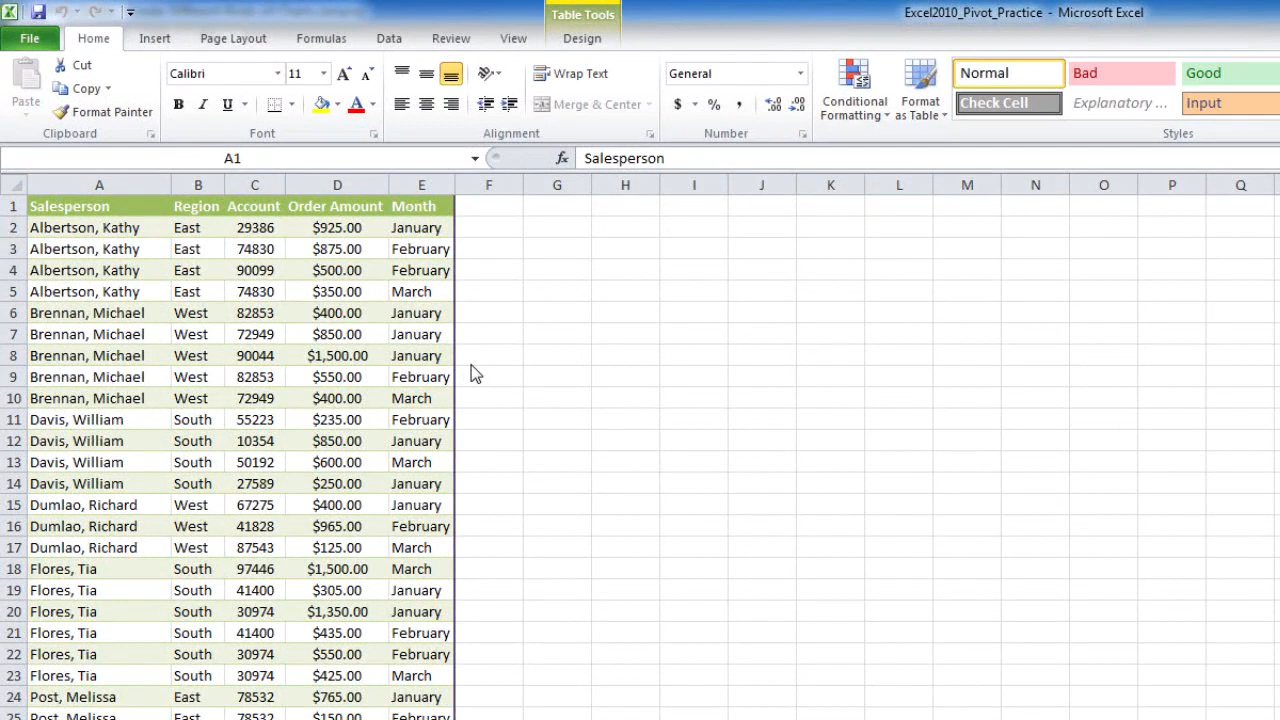 Table Tools
Excel2010_Pivot_Practice - Microsoft Excel
File Home Insert Page Layout Formulas Data Review View Design
Paste Cut Copy Format Painter
Calibri 11
B I U A
Wrap Text
Merge & Center
General
$ % ,
Conditional Formatting
Format as Table
Normal Bad Good
Check Cell Explanatory ... Input
Clipboard Font Alignment Number Styles
A1 fx Salesperson
A B C D E F G H I J K L M N O P Q
1 Salesperson Region Account Order Amount Month
2 Albertson, Kathy East 29386 $925.00 January
3 Albertson, Kathy East 74830 $875.00 February
4 Albertson, Kathy East 90099 $500.00 February
5 Albertson, Kathy East 74830 $350.00 March
6 Brennan, Michael West 82853 $400.00 January
7 Brennan, Michael West 72949 $850.00 January
8 Brennan, Michael West 90044 $1,500.00 January
9 Brennan, Michael West 82853 $550.00 February
10 Brennan, Michael West 72949 $400.00 March
11 Davis, William South 55223 $235.00 February
12 Davis, William South 10354 $850.00 January
13 Davis, William South 50192 $600.00 March
14 Davis, William South 27589 $250.00 January
15 Dumlao, Richard West 67275 $400.00 January
16 Dumlao, Richard West 41828 $965.00 February
17 Dumlao, Richard West 87543 $125.00 March
18 Flores, Tia South 97446 $1,500.00 March
19 Flores, Tia South 41400 $305.00 January
20 Flores, Tia South 30974 $1,350.00 January
21 Flores, Tia South 41400 $435.00 February
22 Flores, Tia South 30974 $550.00 February
23 Flores, Tia South 30974 $425.00 March
24 Post, Melissa East 78532 $765.00 January
25 Post, Melissa East 78532 $150.00 February